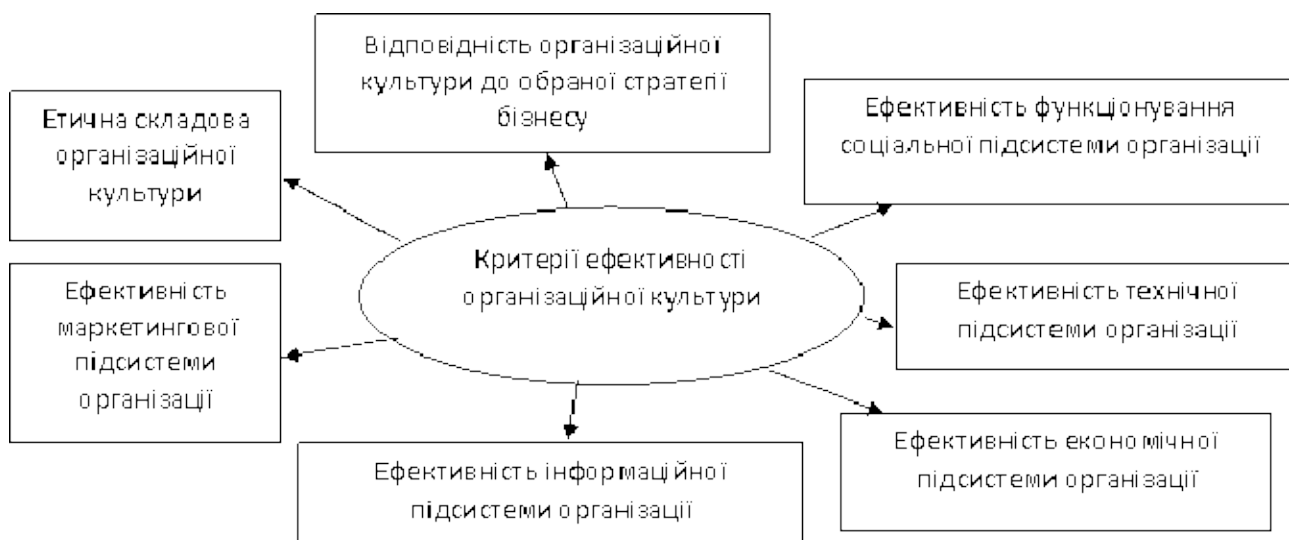 Відповідність організаційної
культури до обраної стратегії
бізнесу
Етична складова
організаційної
культури
Ефективність функціонування
соціальної підсистеми організації
Критерії ефективності
організаційної культури
Ефективність
маркетингової
підсистеми
організації
Ефективність технічної
підсистеми організації
Ефективність економічної
підсистеми організації
Ефективність інформаційної
підсистеми організації